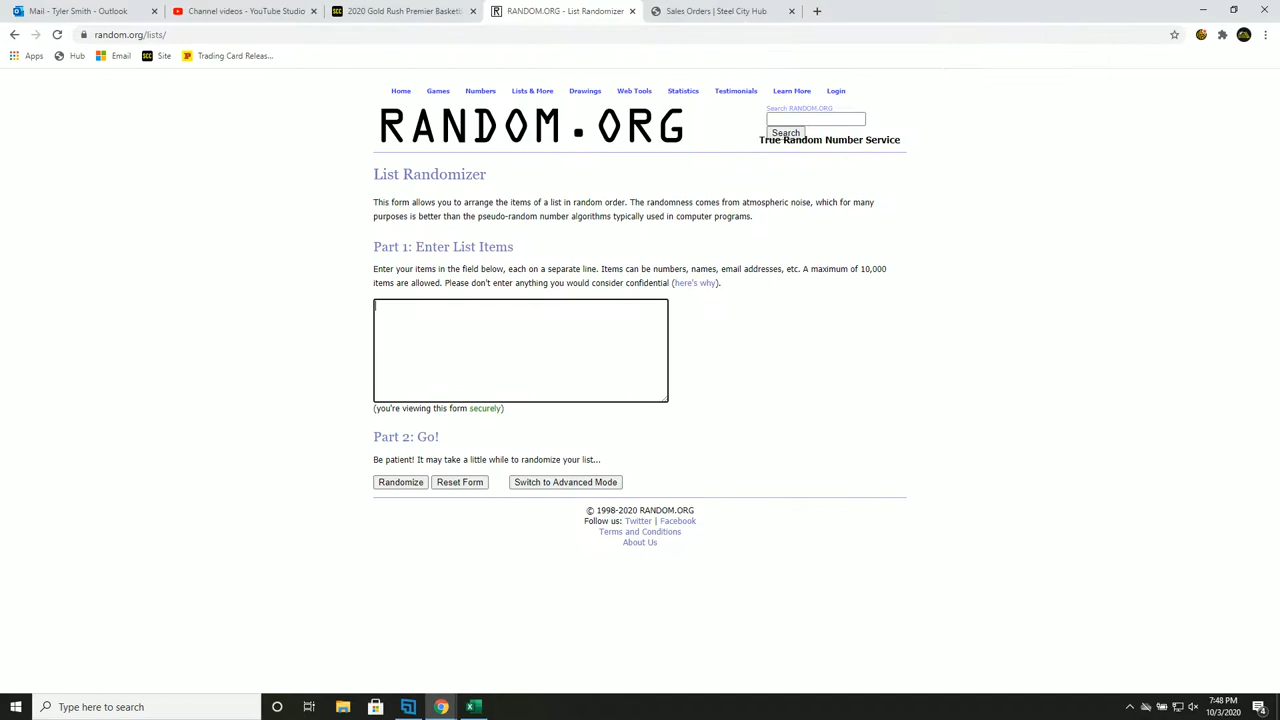 Mail - Tyler Smith - Outlook
Channel videos - YouTube Studio
2020 Gold Rush Premier Basketb
RANDOM.ORG - List Randomizer
Sales Orders | Steel City Hub
random.org/lists/
Apps
Hub
Email
Site
Trading Card Releas...
Home Games Numbers Lists & More Drawings Web Tools Statistics Testimonials Learn More Login
RANDOM.ORG
Search RANDOM.ORG
Search
True Random Number Service
List Randomizer
This form allows you to arrange the items of a list in random order. The randomness comes from atmospheric noise, which for many
purposes is better than the pseudo-random number algorithms typically used in computer programs.
Part 1: Enter List Items
Enter your items in the field below, each on a separate line. Items can be numbers, names, email addresses, etc. A maximum of 10,000
items are allowed. Please don't enter anything you would consider confidential (here's why).
(you're viewing this form securely)
Part 2: Go!
Be patient! It may take a little while to randomize your list...
Randomize Reset Form Switch to Advanced Mode
© 1998-2020 RANDOM.ORG
Follow us: Twitter | Facebook
Terms and Conditions
About Us
Type here to search
7:48 PM
10/3/2020